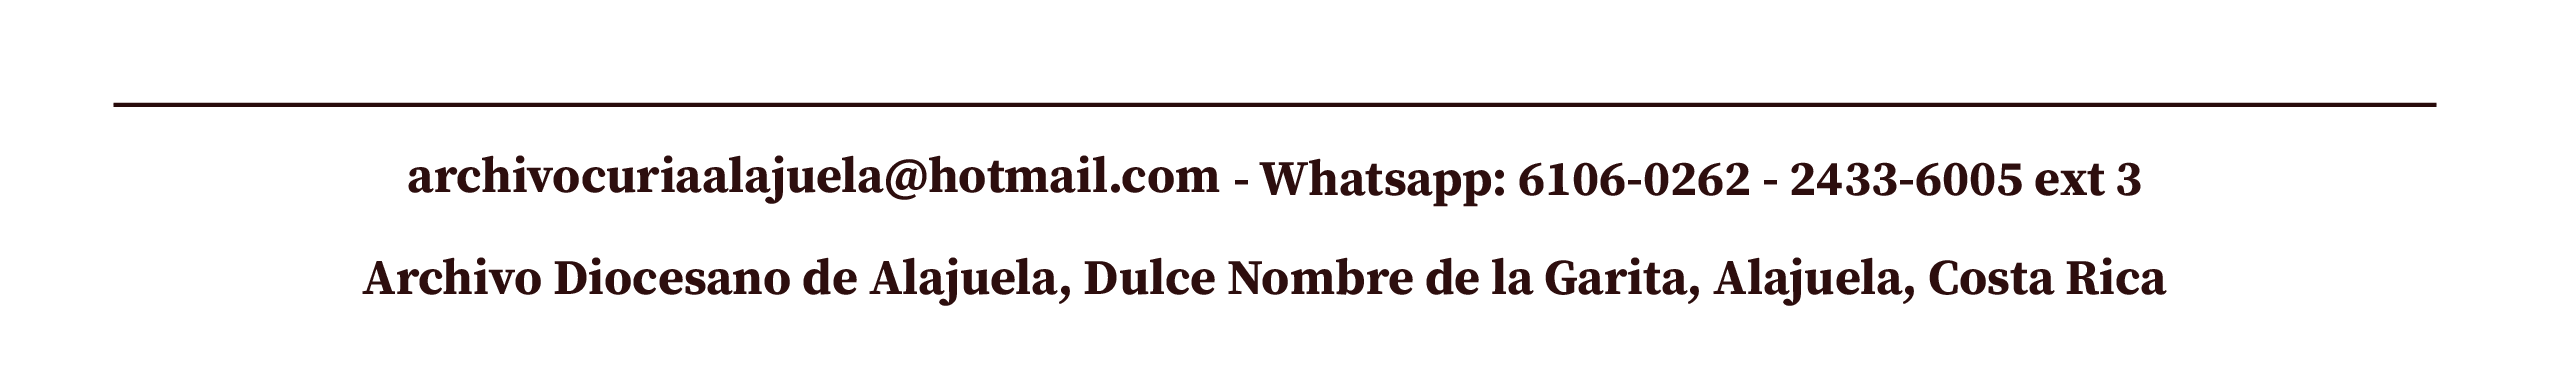 archivocuriaalajuela@hotmail.com - Whatsapp: 6106-0262 - 2433-6005 ext 3
Archivo Diocesano de Alajuela, Dulce Nombre de la Garita, Alajuela, Costa Rica